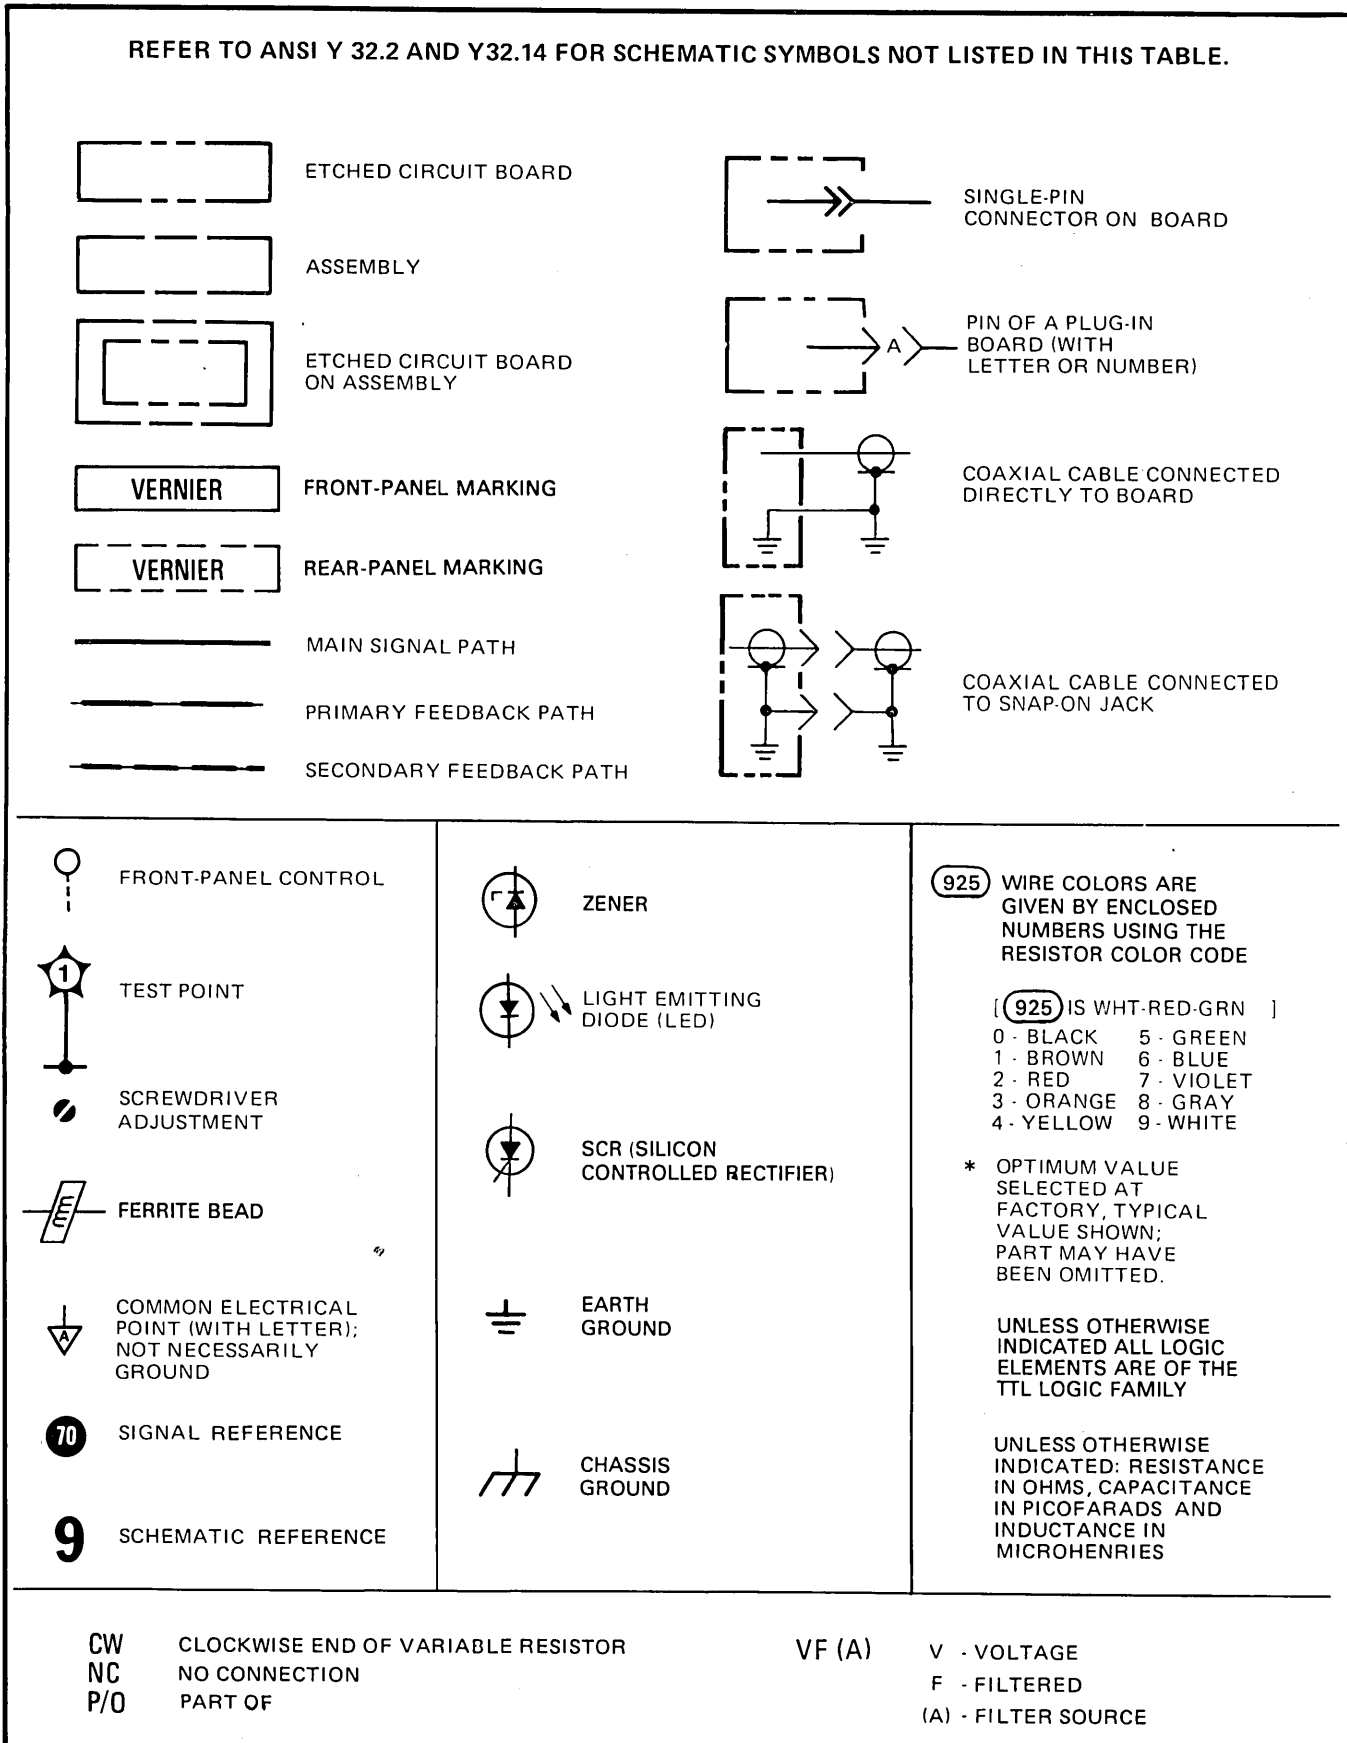 REFER TO ANSI Y 32.2 AND Y32.14 FOR SCHEMATIC SYMBOLS NOT LISTED IN THIS TABLE.
ETCHED CIRCUIT BOARD
ASSEMBLY
ETCHED CIRCUIT BOARD
ON ASSEMBLY
VERNIER
FRONT-PANEL MARKING
VERNIER
REAR-PANEL MARKING
MAIN SIGNAL PATH
PRIMARY FEEDBACK PATH
SECONDARY FEEDBACK PATH
SINGLE-PIN
CONNECTOR ON BOARD
A
PIN OF A PLUG-IN
BOARD (WITH
LETTER OR NUMBER)
COAXIAL CABLE CONNECTED
DIRECTLY TO BOARD
COAXIAL CABLE CONNECTED
TO SNAP-ON JACK
FRONT-PANEL CONTROL
1
TEST POINT
SCREWDRIVER
ADJUSTMENT
FERRITE BEAD
A
COMMON ELECTRICAL
POINT (WITH LETTER);
NOT NECESSARILY
GROUND
70
SIGNAL REFERENCE
9
SCHEMATIC REFERENCE
ZENER
LIGHT EMITTING
DIODE (LED)
SCR (SILICON
CONTROLLED RECTIFIER)
EARTH
GROUND
CHASSIS
GROUND
925 WIRE COLORS ARE
GIVEN BY ENCLOSED
NUMBERS USING THE
RESISTOR COLOR CODE
[ 925 IS WHT-RED-GRN ]
0 - BLACK 5 - GREEN
1 - BROWN 6 - BLUE
2 - RED 7 - VIOLET
3 - ORANGE 8 - GRAY
4 - YELLOW 9 - WHITE
* OPTIMUM VALUE
SELECTED AT
FACTORY, TYPICAL
VALUE SHOWN;
PART MAY HAVE
BEEN OMITTED.
UNLESS OTHERWISE
INDICATED ALL LOGIC
ELEMENTS ARE OF THE
TTL LOGIC FAMILY
UNLESS OTHERWISE
INDICATED: RESISTANCE
IN OHMS, CAPACITANCE
IN PICOFARADS AND
INDUCTANCE IN
MICROHENRIES
CW CLOCKWISE END OF VARIABLE RESISTOR
NC NO CONNECTION
P/O PART OF
VF (A) V - VOLTAGE
F - FILTERED
(A) - FILTER SOURCE